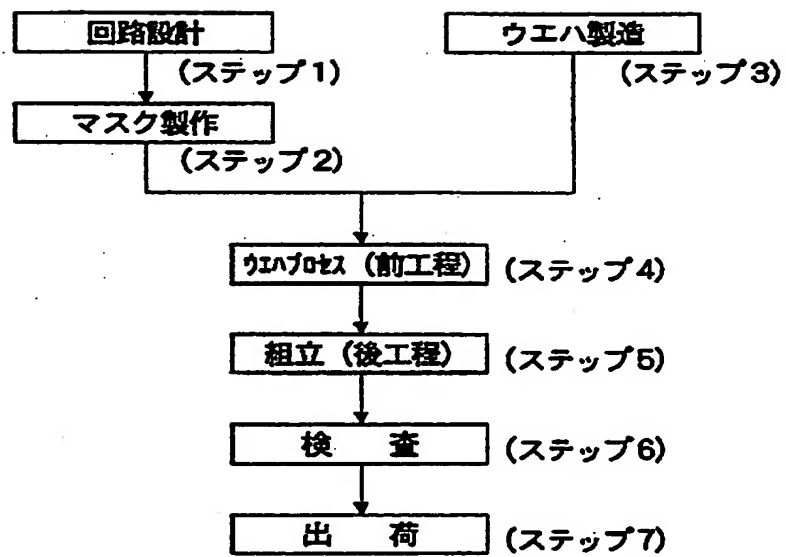 回路設計
(ステップ1)
マスク製作
(ステップ2)
ウエハ製造
(ステップ3)
ウエハプロセス (前工程)
(ステップ4)
組立 (後工程)
(ステップ5)
検 査
(ステップ6)
出 荷
(ステップ7)